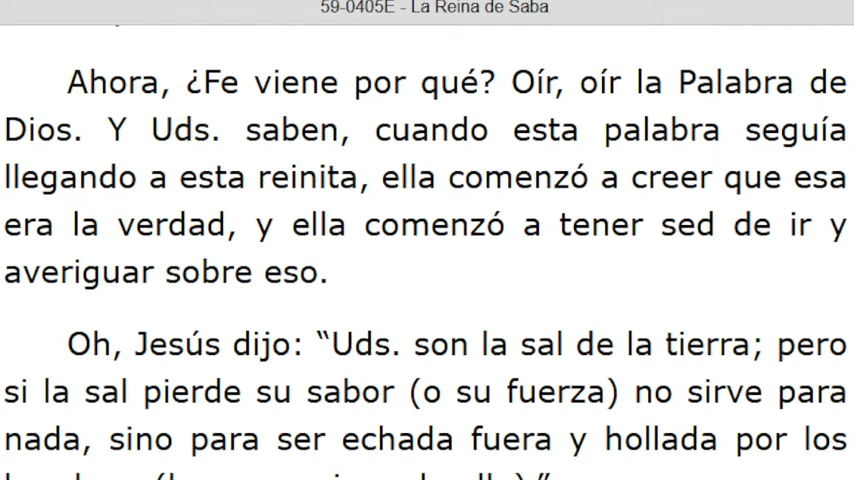 59-0405E - La Reina de Saba
Ahora, ¿Fe viene por qué? Oír, oír la Palabra de
Dios. Y Uds. saben, cuando esta palabra seguía
llegando a esta reinita, ella comenzó a creer que esa
era la verdad, y ella comenzó a tener sed de ir y
averiguar sobre eso.
Oh, Jesús dijo: “Uds. son la sal de la tierra; pero
si la sal pierde su sabor (o su fuerza) no sirve para
nada, sino para ser echada fuera y hollada por los